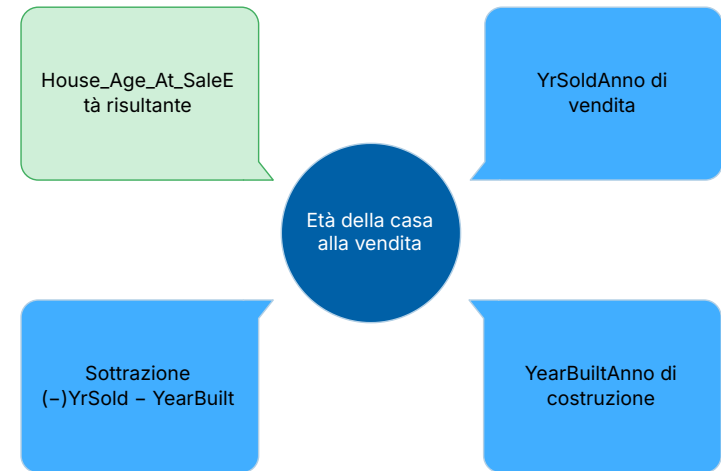 House_Age_At_SaleE
tà risultante
YrSoldAnno di
vendita
Età della casa
alla vendita
Sottrazione
(−)YrSold − YearBuilt
YearBuiltAnno di
costruzione